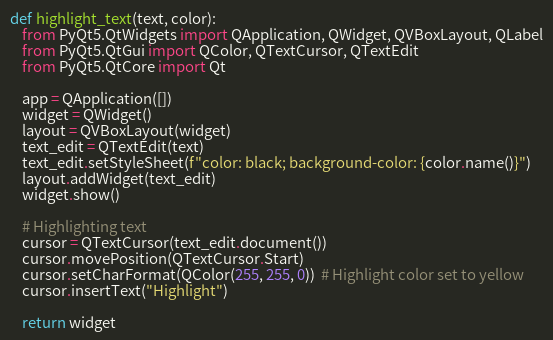 def highlight_text(text, color):
    from PyQt5.QtWidgets import QApplication, QWidget, QVBoxLayout, QLabel
    from PyQt5.QtGui import QColor, QTextCursor, QTextEdit
    from PyQt5.QtCore import Qt

    app = QApplication([])
    widget = QWidget()
    layout = QVBoxLayout(widget)
    text_edit = QTextEdit(text)
    text_edit.setStyleSheet(f"color: black; background-color: {color.name()}")
    layout.addWidget(text_edit)
    widget.show()

    # Highlighting text
    cursor = QTextCursor(text_edit.document())
    cursor.movePosition(QTextCursor.Start)
    cursor.setCharFormat(QColor(255, 255, 0))  # Highlight color set to yellow
    cursor.insertText("Highlight")

    return widget